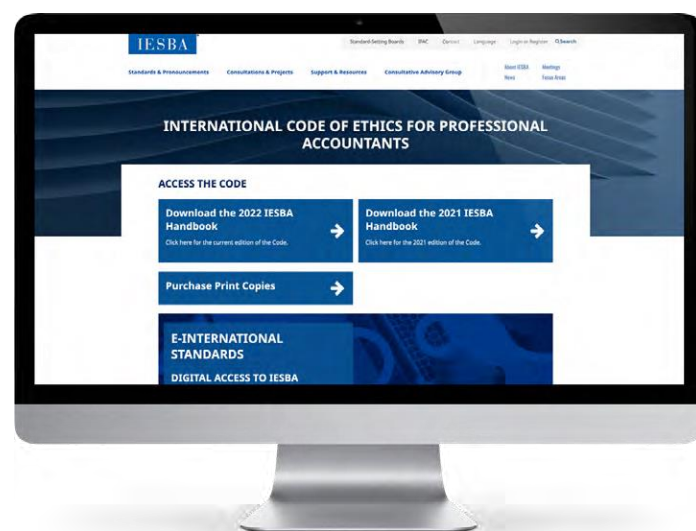 IESBA
Standard-Setting Boards IFAC Contact Language Login or Register Search
Standards & Pronouncements Consultations & Projects Support & Resources Consultative Advisory Group
About IESBA Meetings
News Focus Areas
INTERNATIONAL CODE OF ETHICS FOR PROFESSIONAL
ACCOUNTANTS
ACCESS THE CODE
Download the 2022 IESBA
Handbook
Click here for the current edition of the Code.
Download the 2021 IESBA
Handbook
Click here for the 2021 edition of the Code.
Purchase Print Copies
E-INTERNATIONAL
STANDARDS
DIGITAL ACCESS TO IESBA